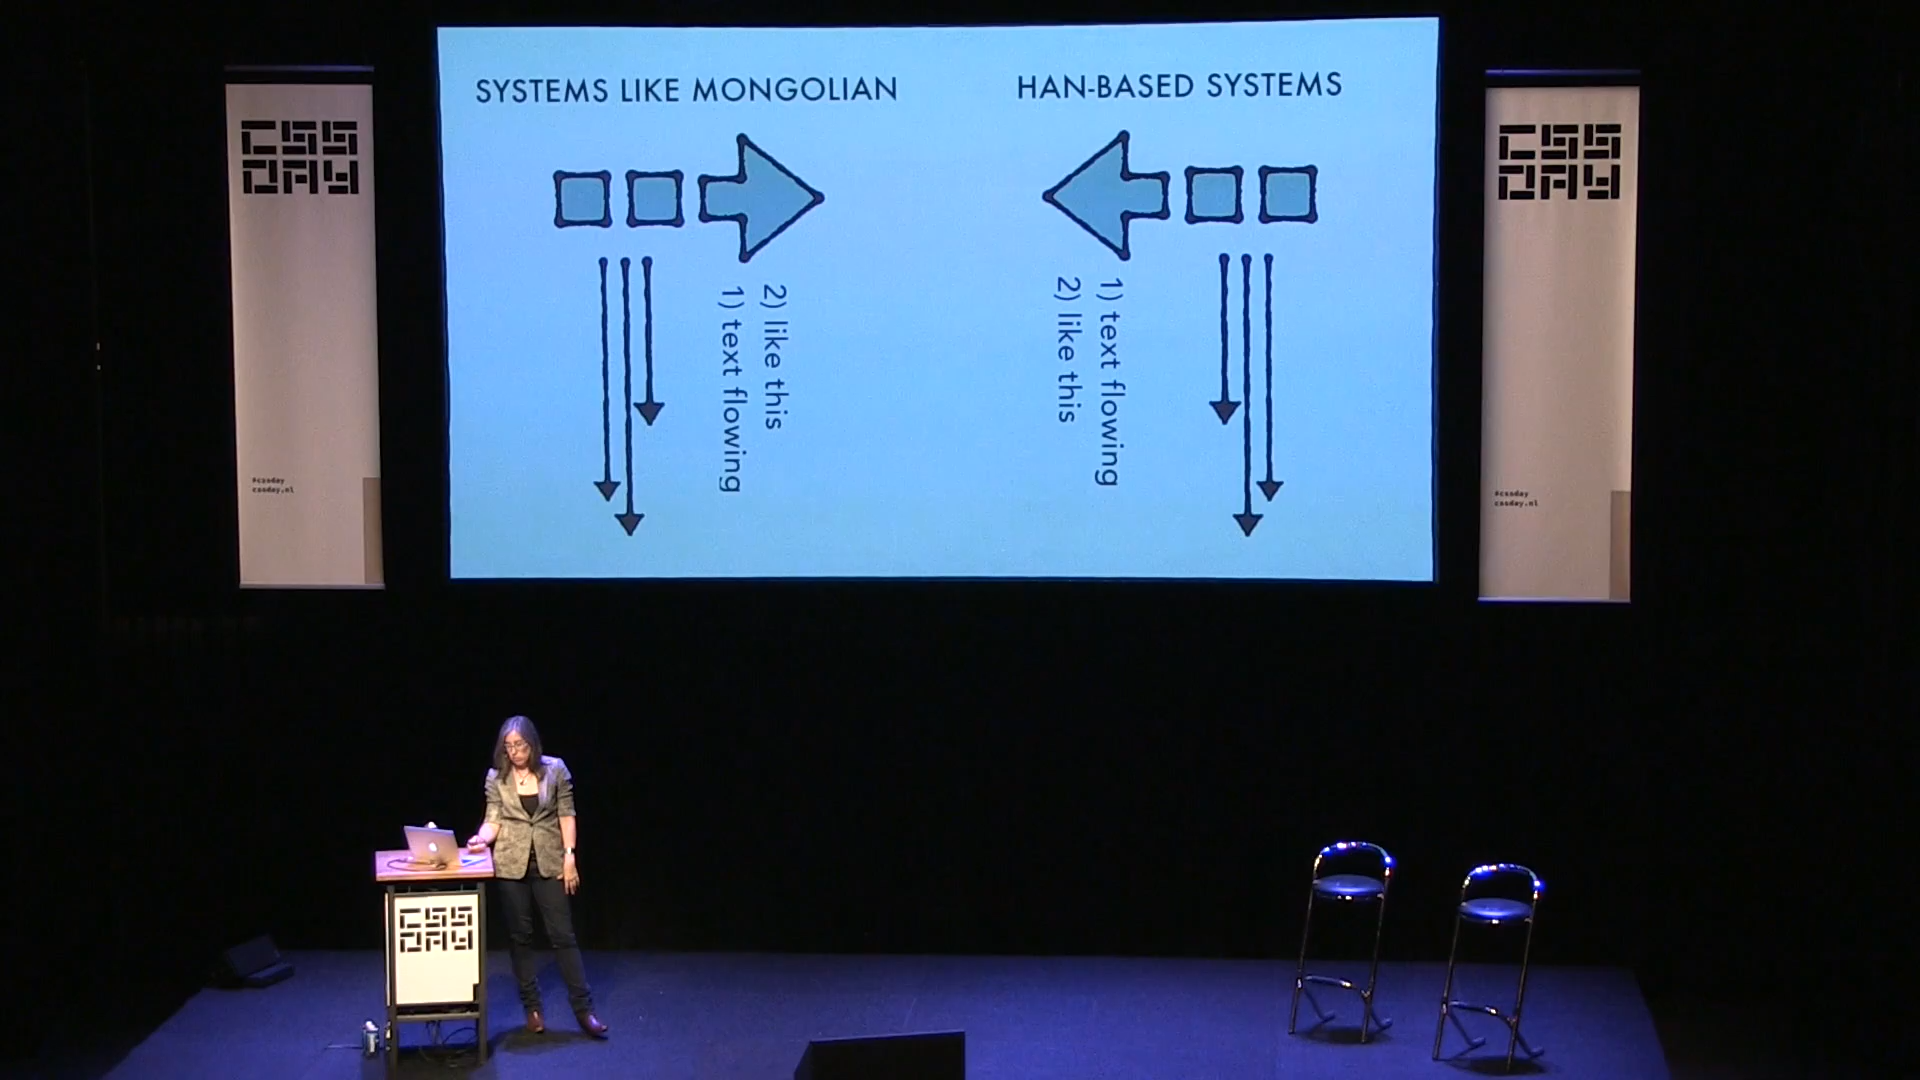 CSS
DAY
#cssday
cssday.nl
SYSTEMS LIKE MONGOLIAN
1) text flowing
2) like this
HAN-BASED SYSTEMS
1) text flowing
2) like this
CSS
DAY
#cssday
cssday.nl
CSS
DAY